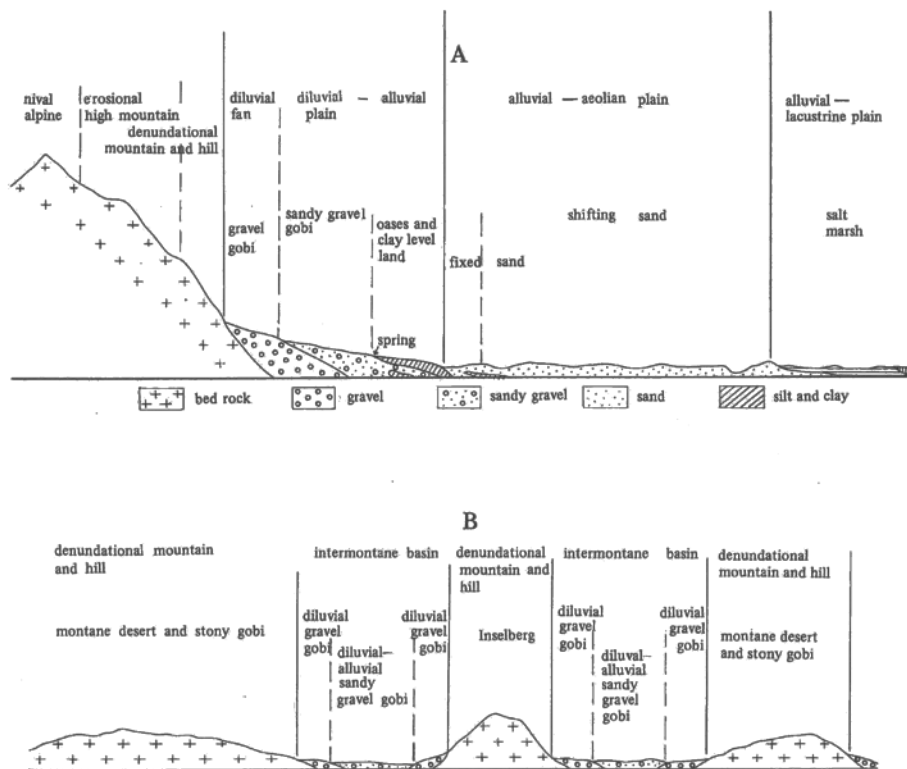 A
nival
alpine
erosional
high mountain
denundational
mountain and hill
diluvial
fan
diluvial — alluvial
plain
alluvial — aeolian plain
alluvial —
lacustrine plain
gravel
gobi
sandy gravel
gobi
oases and
clay level
land
fixed sand
shifting sand
salt
marsh
spring
bed rock
gravel
sandy gravel
sand
silt and clay
B
denundational mountain
and hill
intermontane basin
denundational
mountain and
hill
intermontane basin
denundational
mountain and hill
montane desert and stony gobi
diluvial
gravel
gobi
diluvial—
alluvial
sandy
gravel gobi
diluvial
gravel
gobi
Inselberg
diluvial
gravel
gobi
diluval—
alluvial
sandy
gravel
gobi
diluvial
gravel gobi
montane desert
and stony gobi